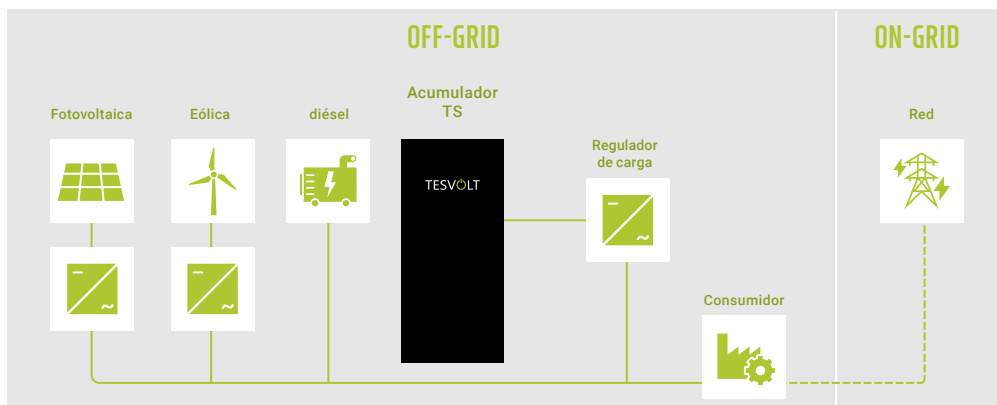 OFF-GRID
ON-GRID
Fotovoltaica
Eólica
diésel
Acumulador
TS
TESVOLT
Regulador
de carga
Red
Consumidor